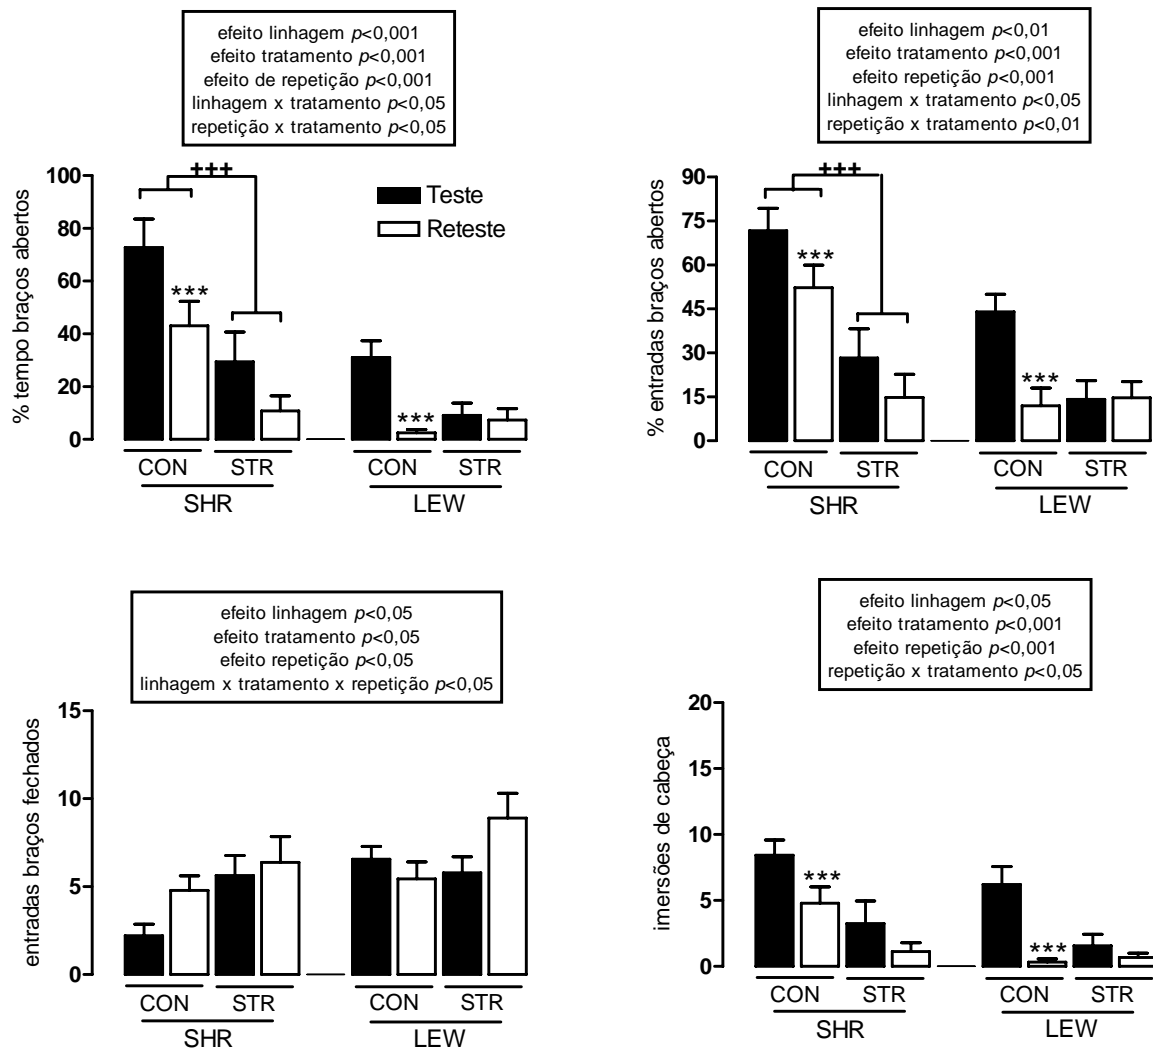 efeito linhagem p<0,001
efeito tratamento p<0,001
efeito de repetição p<0,001
linhagem x tratamento p<0,05
repetição x tratamento p<0,05
% tempo braços abertos
100
80
60
40
20
0
+++
***
***
Teste
Reteste
CON
STR
CON
STR
SHR
LEW
efeito linhagem p<0,01
efeito tratamento p<0,001
efeito repetição p<0,001
linhagem x tratamento p<0,05
repetição x tratamento p<0,01
% entradas braços abertos
90
75
60
45
30
15
0
+++
***
***
CON
STR
CON
STR
SHR
LEW
efeito linhagem p<0,05
efeito tratamento p<0,05
efeito repetição p<0,05
linhagem x tratamento x repetição p<0,05
entradas braços fechados
15
10
5
0
CON
STR
CON
STR
SHR
LEW
efeito linhagem p<0,05
efeito tratamento p<0,001
efeito repetição p<0,001
repetição x tratamento p<0,05
imersões de cabeça
20
15
10
5
0
***
***
CON
STR
CON
STR
SHR
LEW